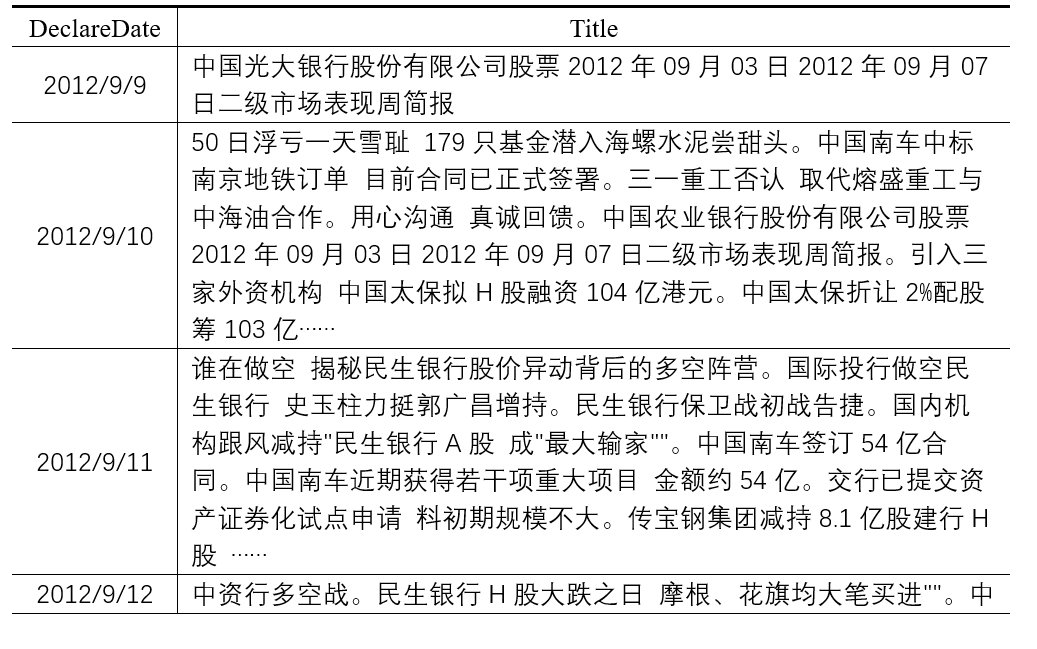 DeclareDate Title
2012/9/9
中国光大银行股份有限公司股票 2012 年 09 月 03 日 2012 年 09 月 07
日二级市场表现周简报
2012/9/10
50 日浮亏一天雪耻 179 只基金潜入海螺水泥尝甜头。中国南车中标
南京地铁订单 目前合同已正式签署。三一重工否认 取代熔盛重工与
中海油合作。用心沟通 真诚回馈。中国农业银行股份有限公司股票
2012 年 09 月 03 日 2012 年 09 月 07 日二级市场表现周简报。引入三
家外资机构 中国太保拟 H 股融资 104 亿港元。中国太保折让 2%配股
筹 103 亿……
2012/9/11
谁在做空 揭秘民生银行股价异动背后的多空阵营。国际投行做空民
生银行 史玉柱力挺郭广昌增持。民生银行保卫战初战告捷。国内机
构跟风减持"民生银行 A 股 成"最大输家""。中国南车签订 54 亿合
同。中国南车近期获得若干项重大项目 金额约 54 亿。交行已提交资
产证券化试点申请 料初期规模不大。传宝钢集团减持 8.1 亿股建行 H
股 ……
2012/9/12
中资行多空战。民生银行 H 股大跌之日 摩根、花旗均大笔买进""。中